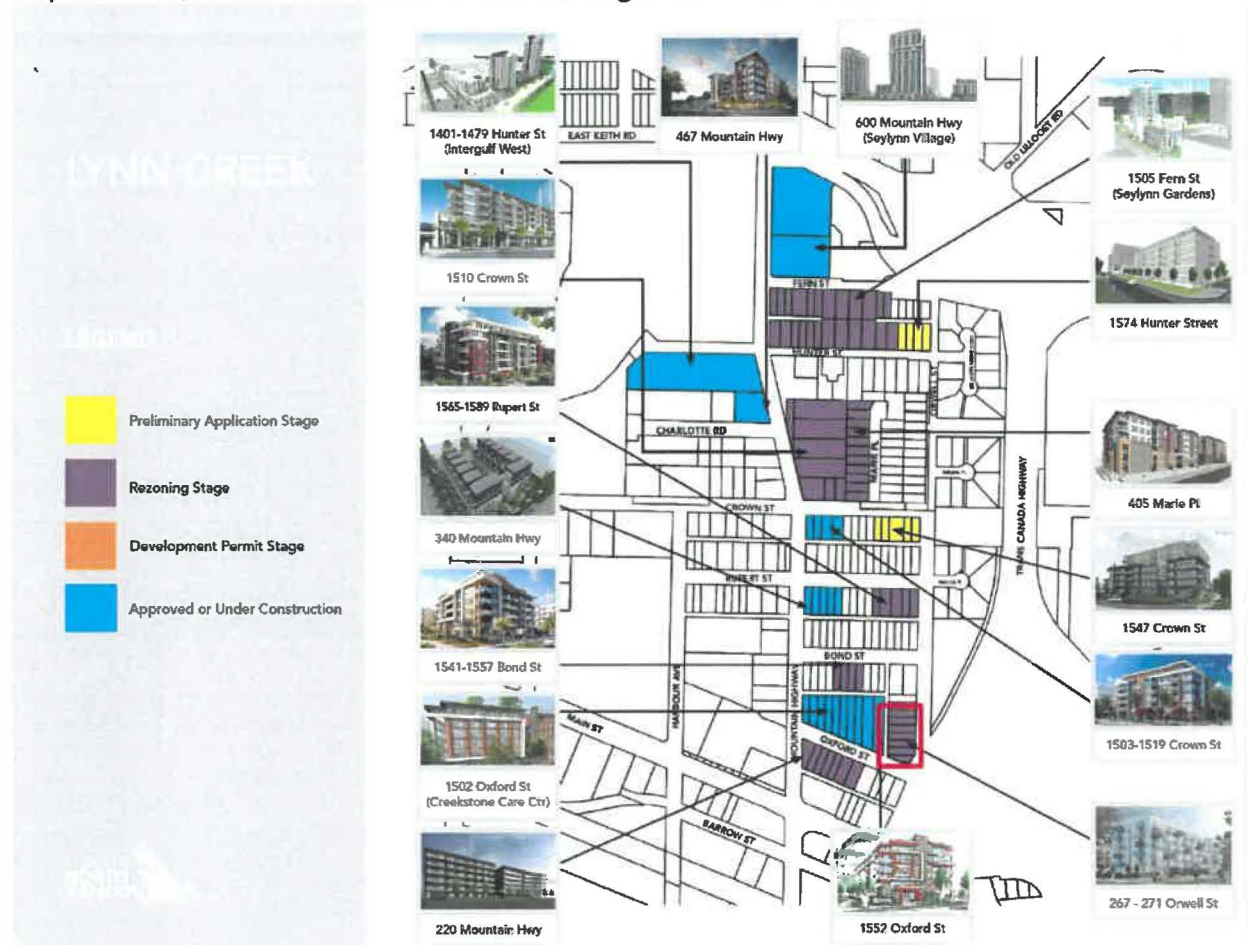 LYNN CREEK
LEGEND
Preliminary Application Stage
Rezoning Stage
Development Permit Stage
Approved or Under Construction
1401-1479 Hunter St
(Intergulf West)
467 Mountain Hwy
600 Mountain Hwy
(Seylynn Village)
1505 Fern St
(Seylynn Gardens)
1510 Crown St
1574 Hunter Street
1565-1589 Rupert St
405 Marie Pl
340 Mountain Hwy
1547 Crown St
1541-1557 Bond St
1503-1519 Crown St
1502 Oxford St
(Creekstone Care Ctr)
267 - 271 Orwell St
220 Mountain Hwy
1552 Oxford St
EAST KEITH RD
OLD LILLOOET RD
FERN ST
HUNTER ST
ORWELL ST
CHARLOTTE RD
MARIE PL
TRANS CANADA HIGHWAY
CROWN ST
RUPERT ST
BOND ST
HARBOUR AVE
MOUNTAIN HIGHWAY
MAIN ST
OXFORD ST
BARROW ST